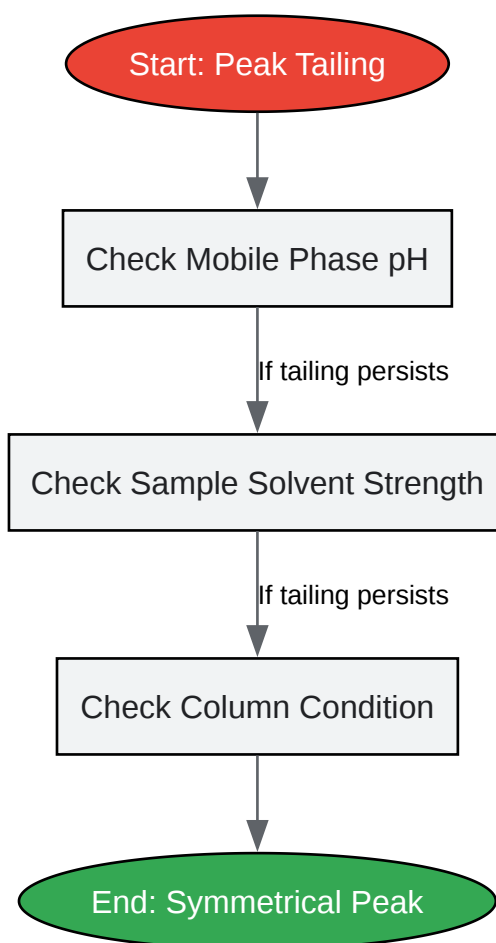 Start: Peak Tailing
Check Mobile Phase pH
If tailing persists
Check Sample Solvent Strength
If tailing persists
Check Column Condition
End: Symmetrical Peak